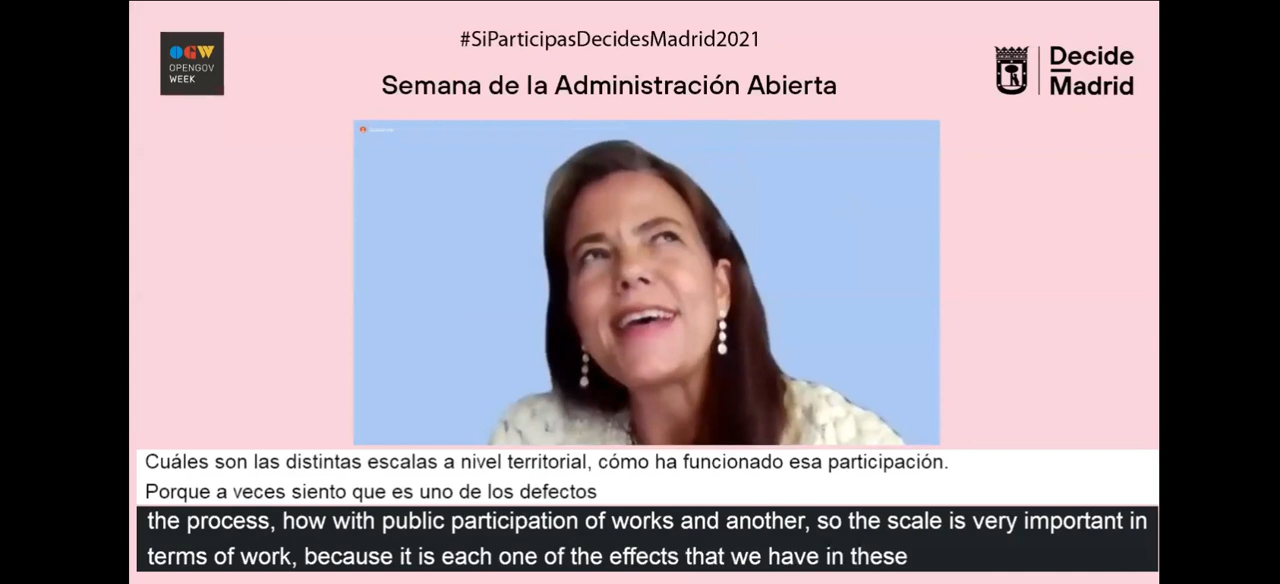 #SiParticipasDecidesMadrid2021
OGW
OPENGOV
WEEK
Semana de la Administración Abierta
Decide
Madrid
Cuáles son las distintas escalas a nivel territorial, cómo ha funcionado esa participación.
Porque a veces siento que es uno de los defectos
the process, how with public participation of works and another, so the scale is very important in
terms of work, because it is each one of the effects that we have in these